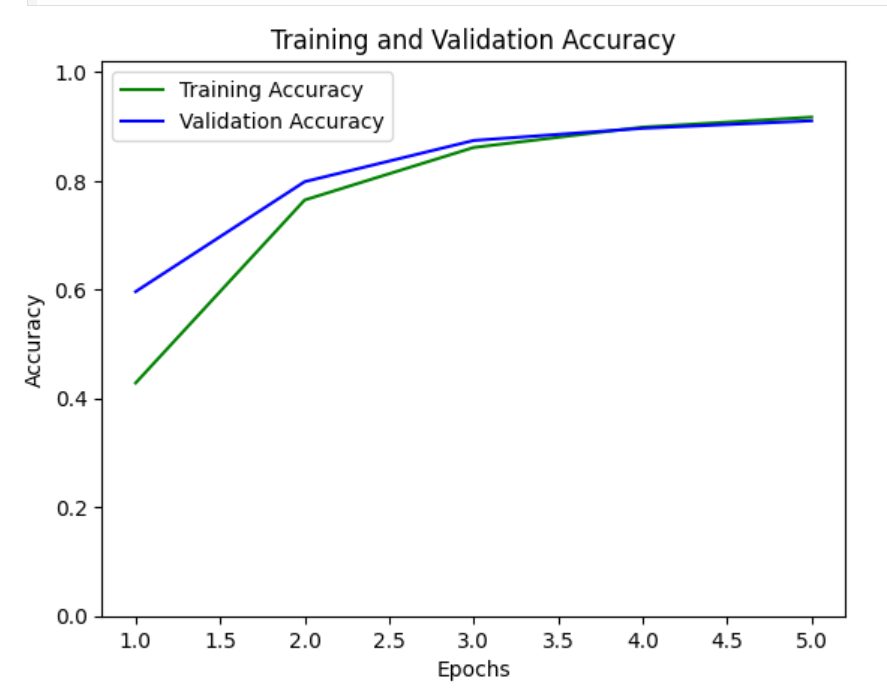 Training and Validation Accuracy
Training Accuracy
Validation Accuracy
1.0
0.8
0.6
0.4
0.2
0.0
Accuracy
1.0 1.5 2.0 2.5 3.0 3.5 4.0 4.5 5.0
Epochs